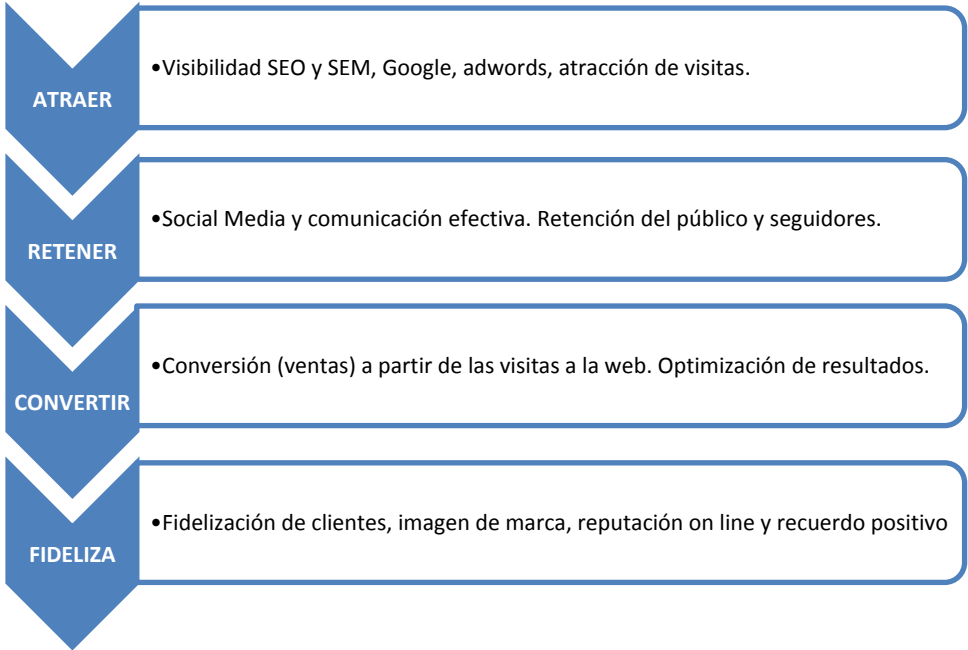 ATRAER
•Visibilidad SEO y SEM, Google, adwords, atracción de visitas.
RETENER
•Social Media y comunicación efectiva. Retención del público y seguidores.
CONVERTIR
•Conversión (ventas) a partir de las visitas a la web. Optimización de resultados.
FIDELIZA
•Fidelización de clientes, imagen de marca, reputación on line y recuerdo positivo